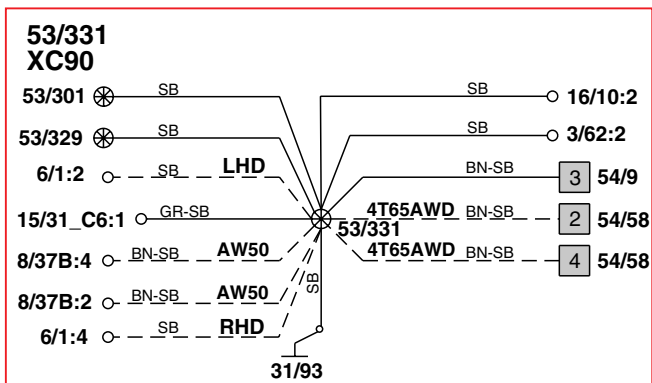 53/331
XC90
53/301 SB
SB 16/10:2
53/329 SB
SB 3/62:2
6/1:2 SB LHD
BN-SB 3 54/9
15/31_C6:1 GR-SB
4T65AWD BN-SB 2 54/58
53/331
8/37B:4 BN-SB AW50
4T65AWD BN-SB 4 54/58
8/37B:2 BN-SB AW50
SB
6/1:4 SB RHD
31/93